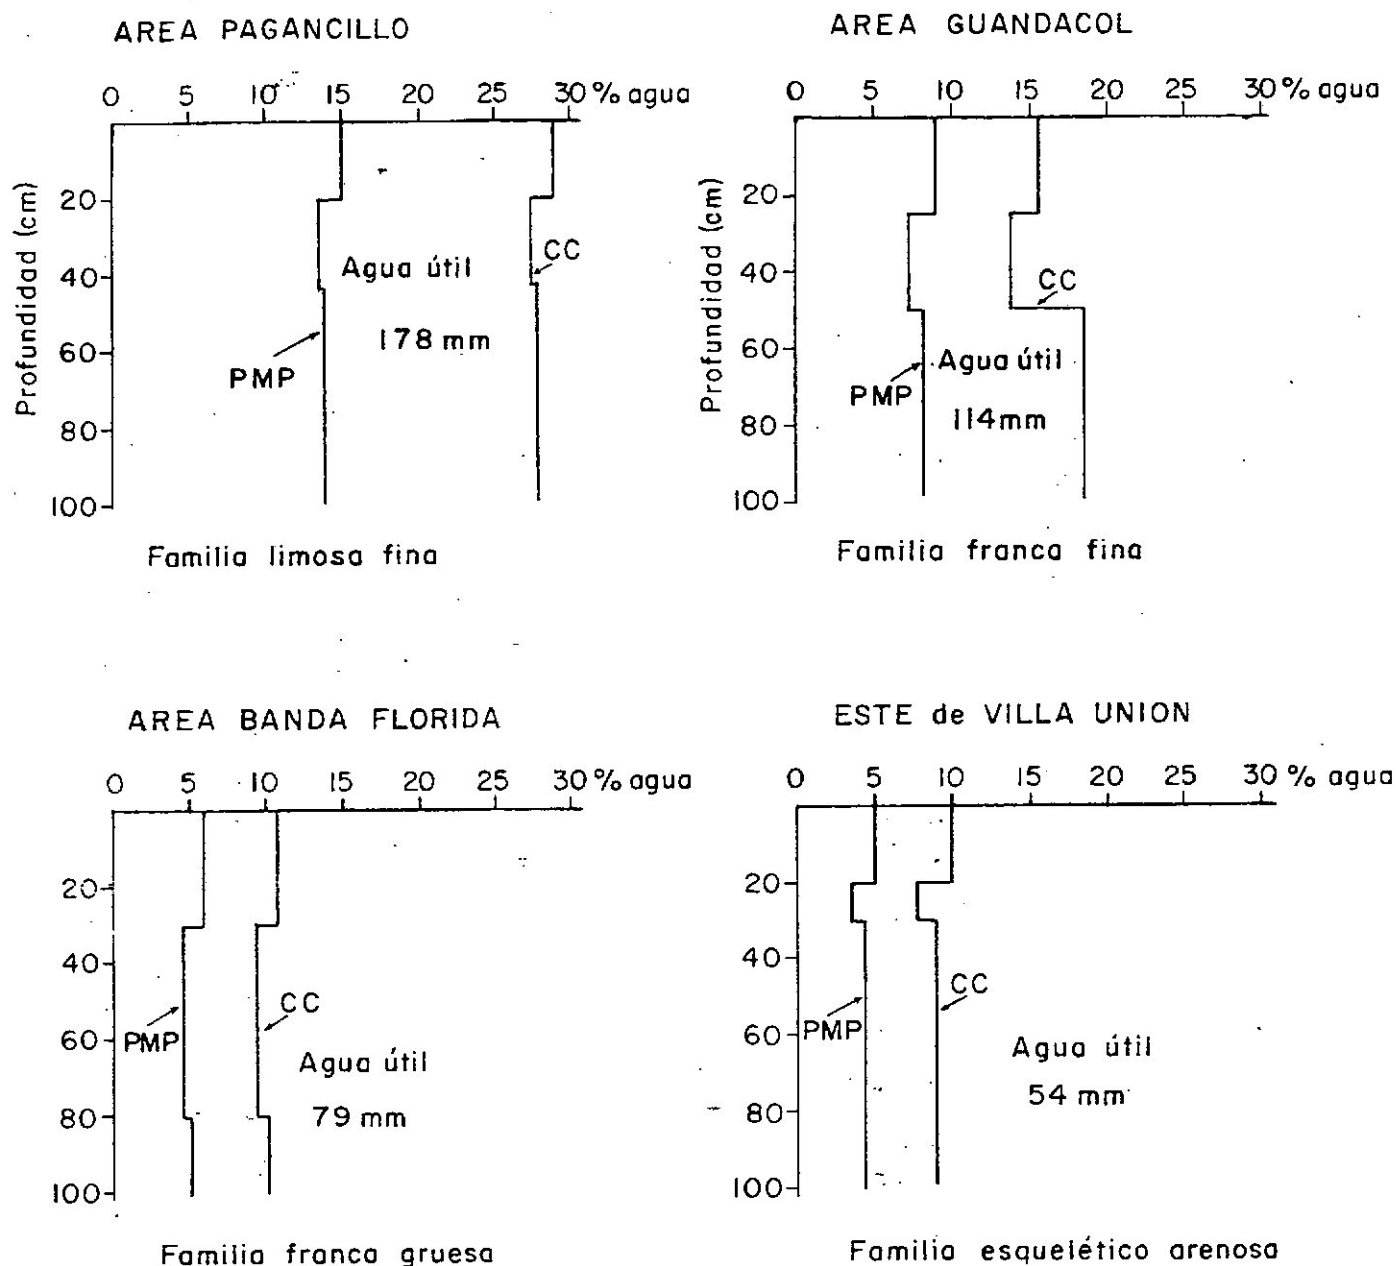 AREA PAGANCILLO
0 5 10 15 20 25 30 % agua
Profundidad (cm)
20
40
60
80
100
Agua útil
178 mm
CC
PMP
Familia limosa fina
AREA GUANDACOL
0 5 10 15 20 25 30 % agua
Profundidad (cm)
20
40
60
80
100
CC
Agua útil
114 mm
PMP
Familia franca fina
AREA BANDA FLORIDA
0 5 10 15 20 25 30 % agua
20
40
60
80
100
CC
PMP
Agua útil
79 mm
Familia franca gruesa
ESTE de VILLA UNION
0 5 10 15 20 25 30 % agua
20
40
60
80
100
CC
PMP
Agua útil
54 mm
Familia esquelético arenosa